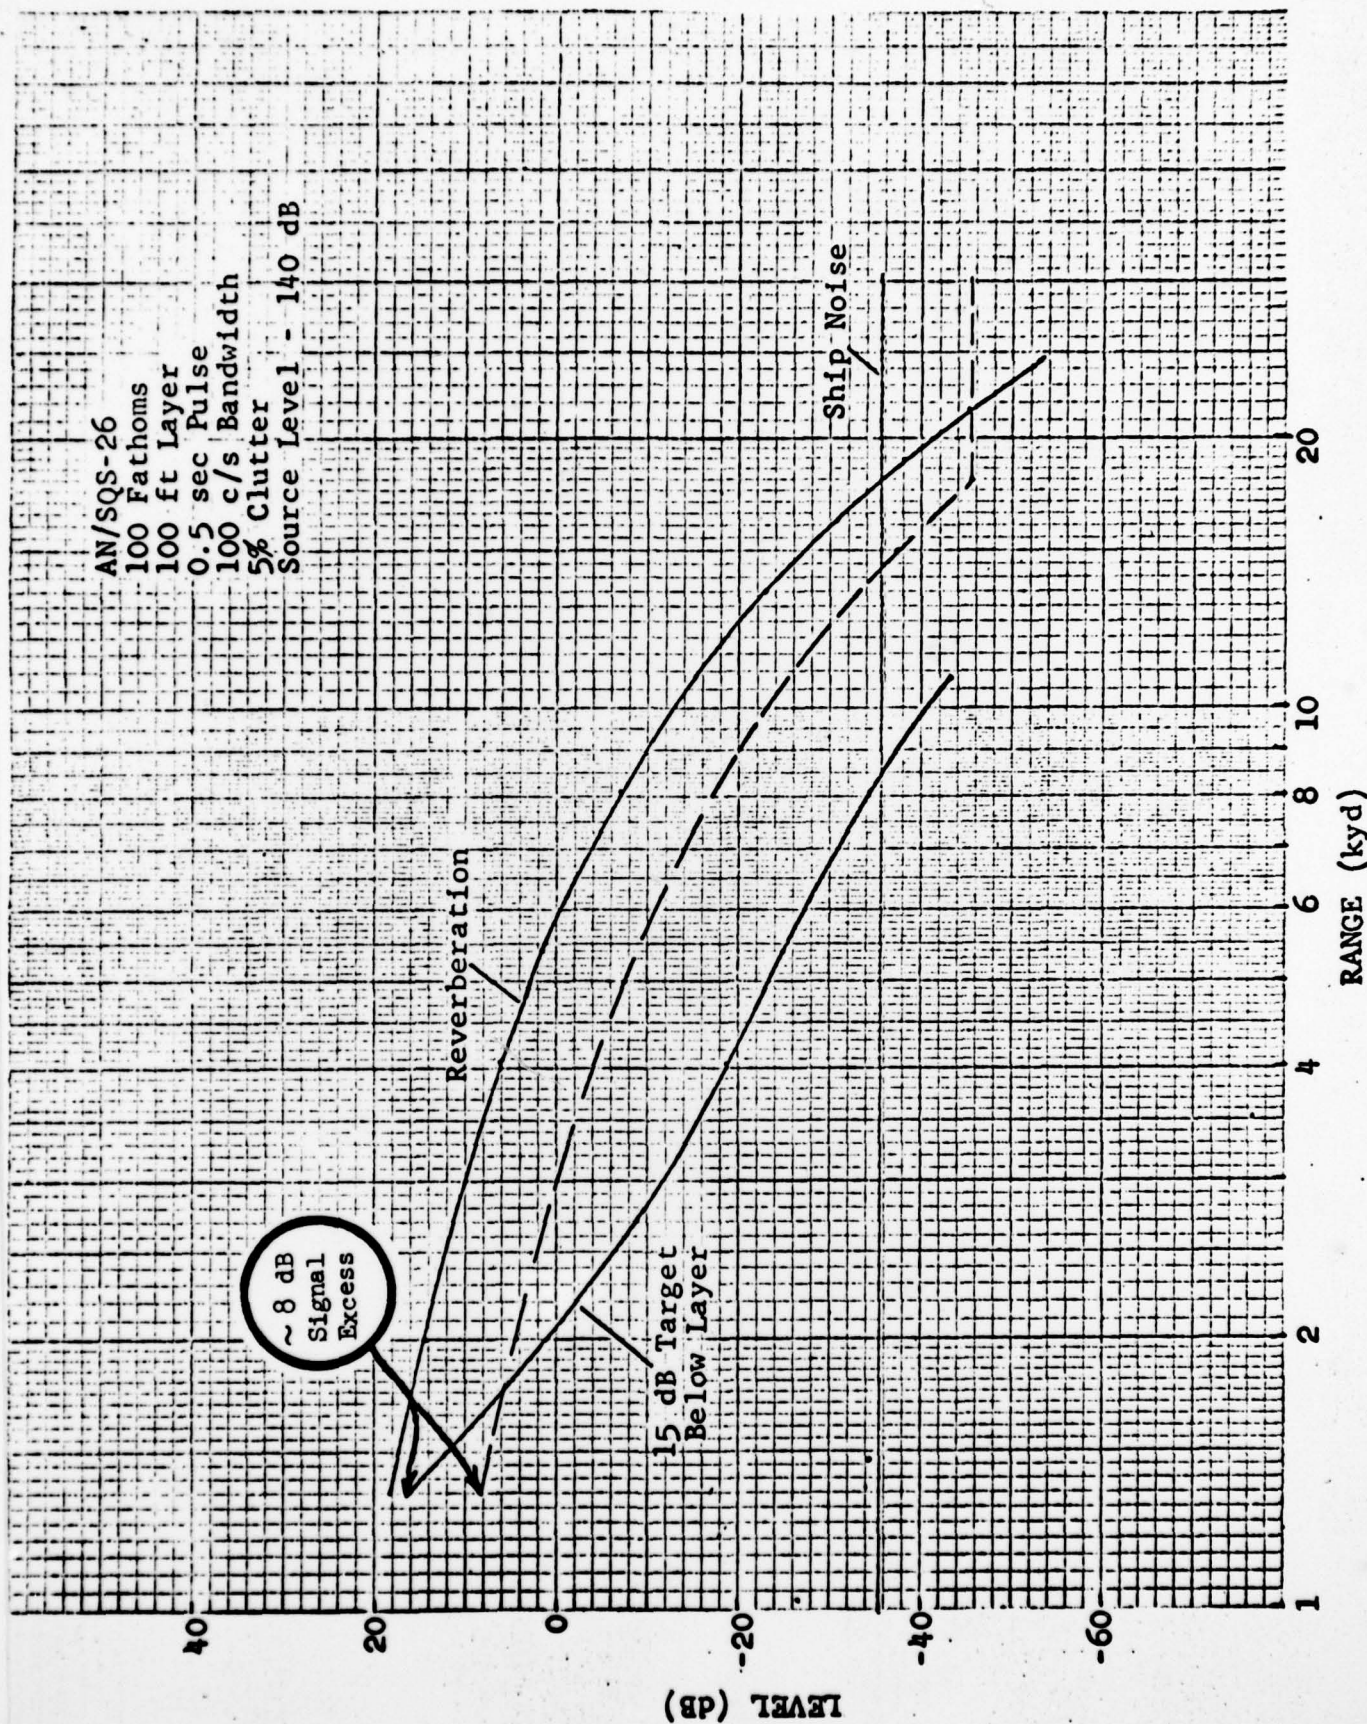 AN/SQS-26
100 Fathoms
100 ft Layer
0.5 sec Pulse
100 c/s Bandwidth
5% Clutter
Source Level - 140 dB
~ 8 dB
Signal
Excess
Reverberation
Ship Noise
15 dB Target
Below Layer
40
20
0
-20
-40
-60
LEVEL (dB)
1
2
4
6
8
10
20
RANGE (kyd)